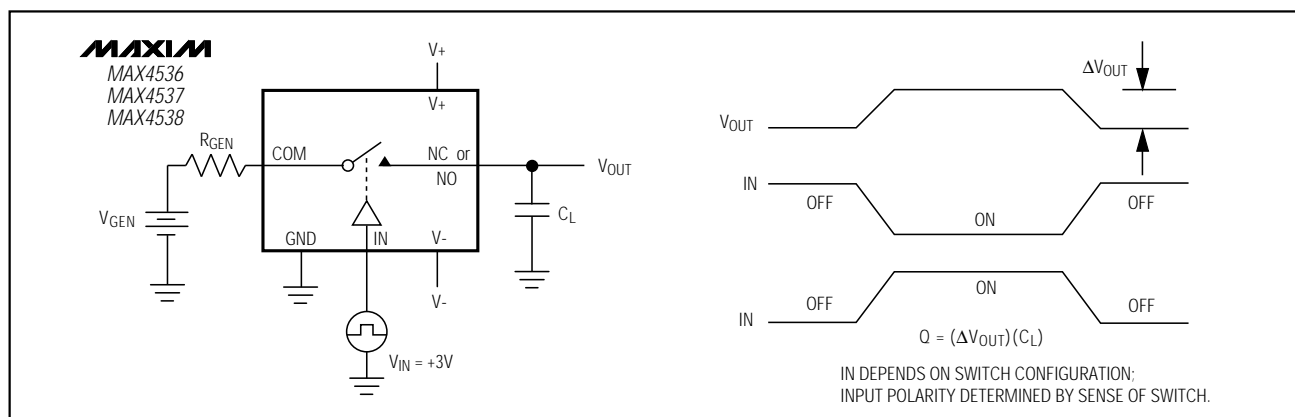 MAXIM
MAX4536
MAX4537
MAX4538
V+
V+
RGEN
COM
NC or
NO
VOUT
VGEN
CL
GND
IN
V-
V-
VIN = +3V
ΔVOUT
VOUT
IN
OFF
ON
OFF
IN
OFF
ON
OFF
Q = (ΔVOUT)(CL)
IN DEPENDS ON SWITCH CONFIGURATION;
INPUT POLARITY DETERMINED BY SENSE OF SWITCH.